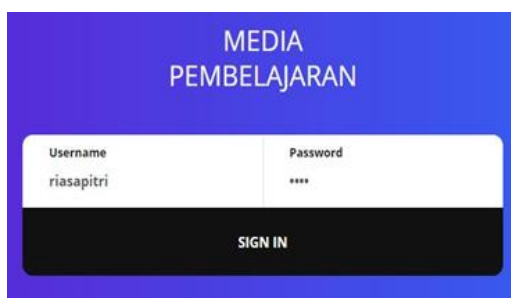 MEDIA
PEMBELAJARAN
Username
Password
riasapitri
••••
SIGN IN